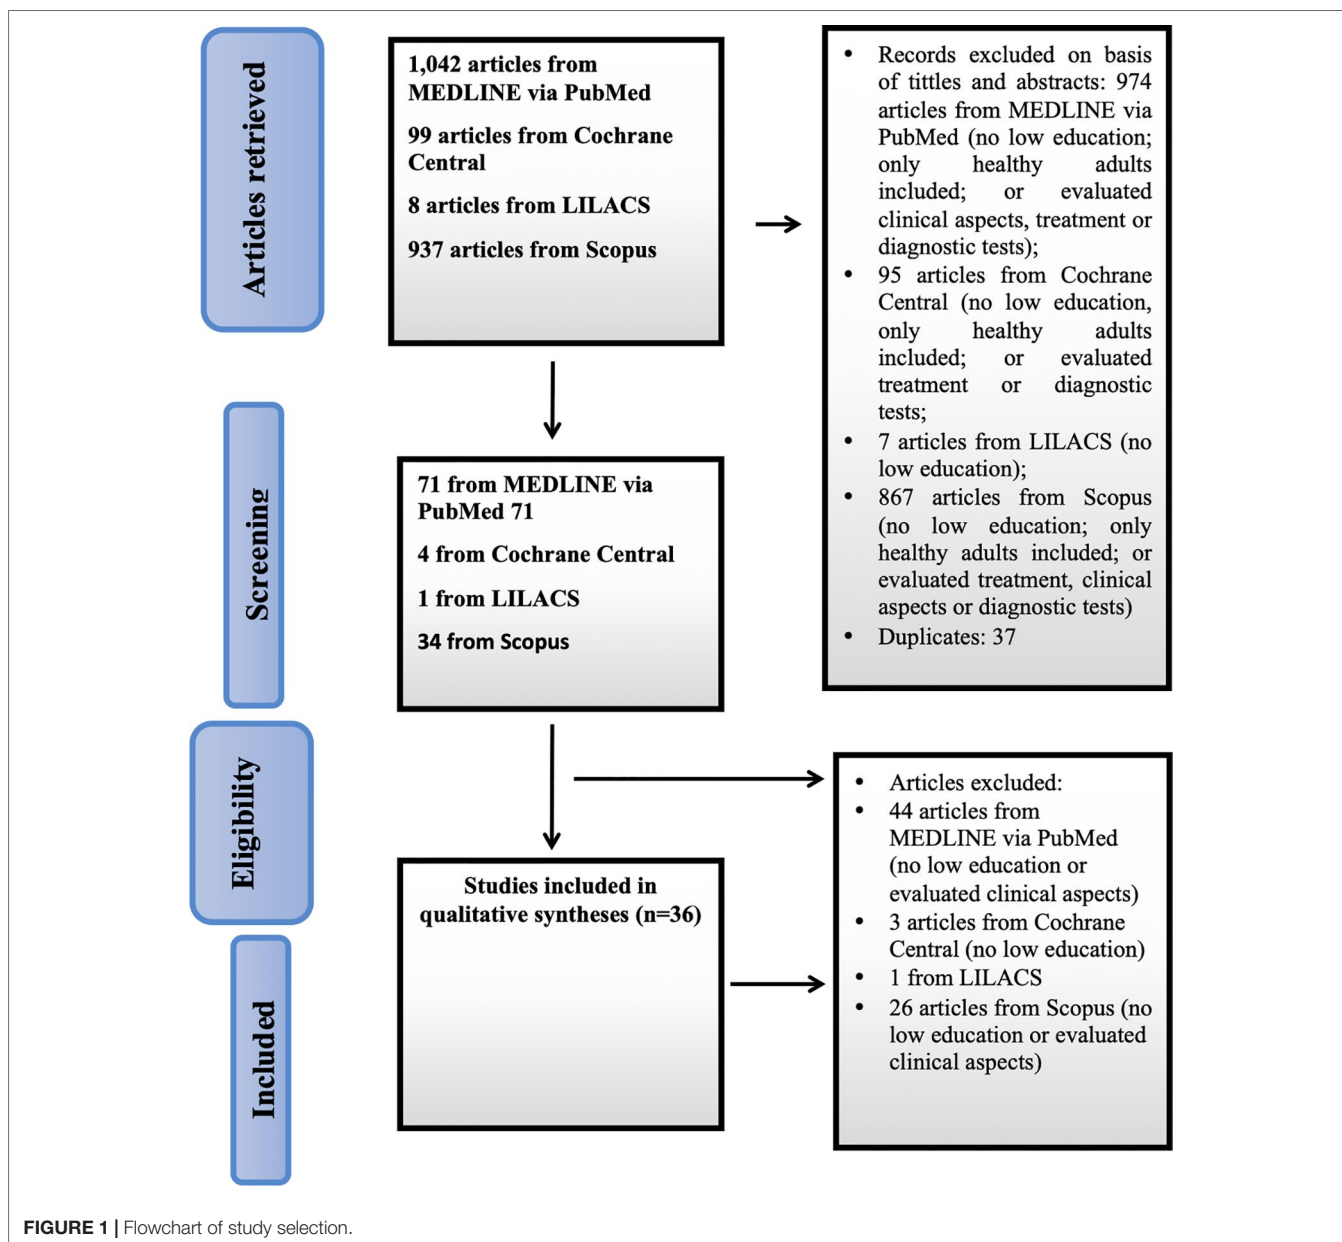 Articles retrieved
1,042 articles from
MEDLINE via PubMed
99 articles from Cochrane
Central
8 articles from LILACS
937 articles from Scopus
• Records excluded on basis
of tittles and abstracts: 974
articles from MEDLINE via
PubMed (no low education;
only healthy adults
included; or evaluated
clinical aspects, treatment or
diagnostic tests);
• 95 articles from Cochrane
Central (no low education,
only healthy adults
included; or evaluated
treatment or diagnostic
tests;
• 7 articles from LILACS (no
low education);
• 867 articles from Scopus
(no low education; only
healthy adults included; or
evaluated treatment, clinical
aspects or diagnostic tests)
• Duplicates: 37
Screening
71 from MEDLINE via
PubMed 71
4 from Cochrane Central
1 from LILACS
34 from Scopus
Eligibility
• Articles excluded:
• 44 articles from
MEDLINE via PubMed
(no low education or
evaluated clinical aspects)
• 3 articles from Cochrane
Central (no low education)
• 1 from LILACS
• 26 articles from Scopus (no
low education or evaluated
clinical aspects)
Included
Studies included in
qualitative syntheses (n=36)
FIGURE 1 | Flowchart of study selection.